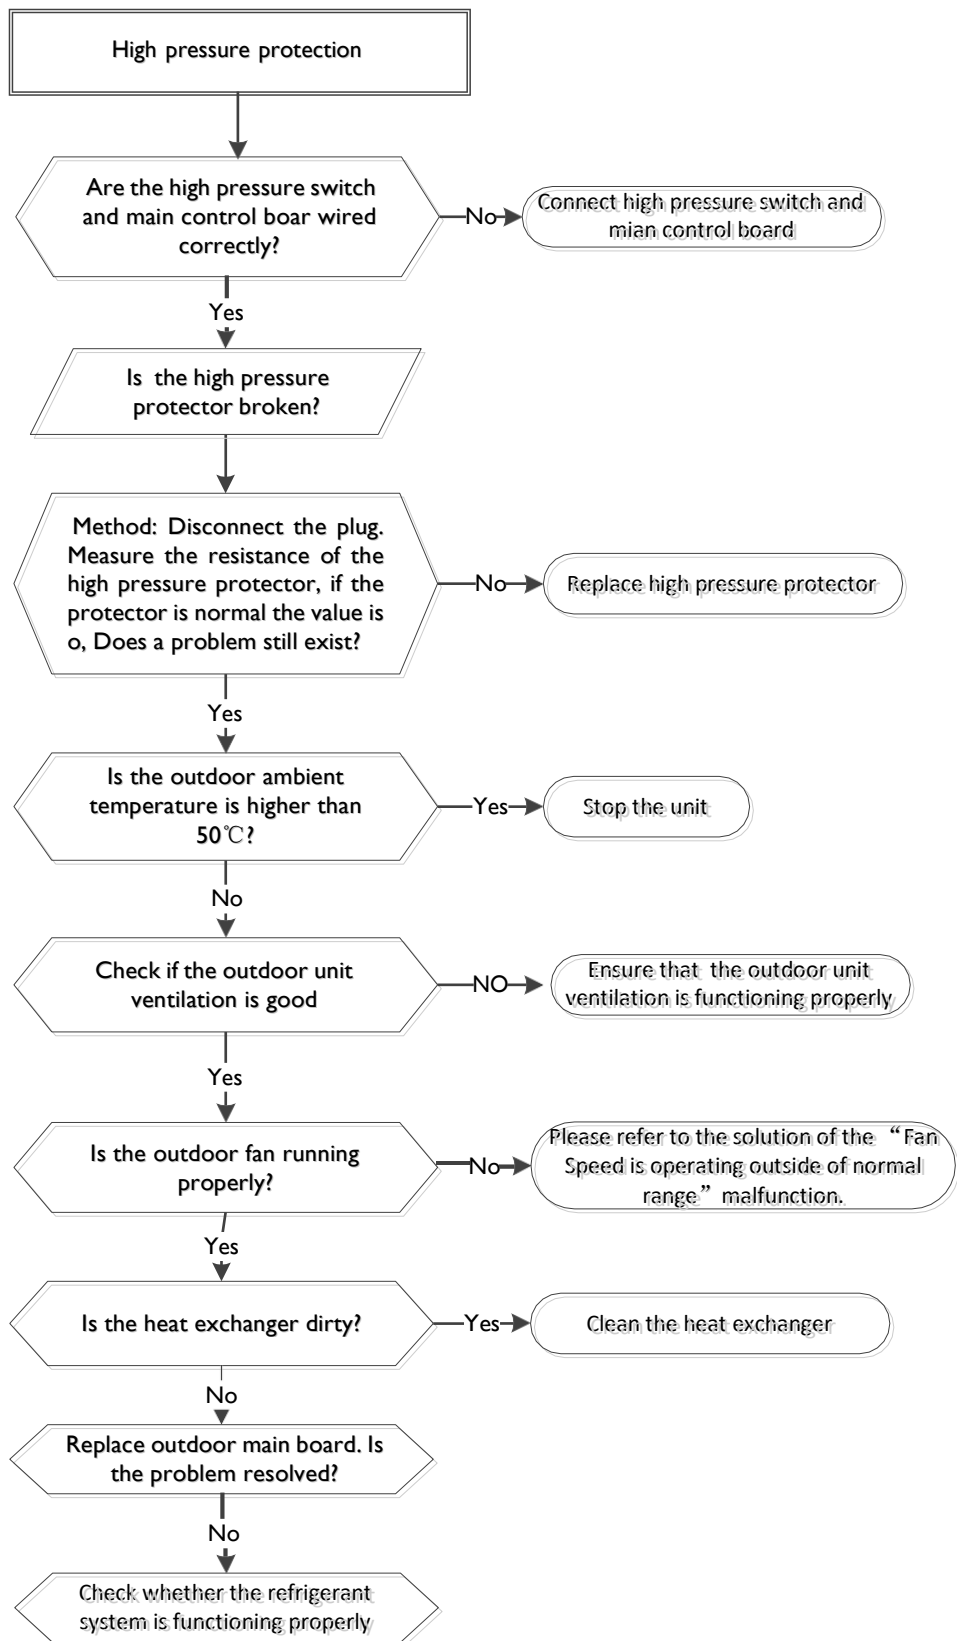 High pressure protection
Are the high pressure switch
and main control boar wired
correctly?
No
Connect high pressure switch and
mian control board
Yes
Is the high pressure
protector broken?
Method: Disconnect the plug.
Measure the resistance of the
high pressure protector, if the
protector is normal the value is
o, Does a problem still exist?
No
Replace high pressure protector
Yes
Is the outdoor ambient
temperature is higher than
50℃?
Yes
Stop the unit
No
Check if the outdoor unit
ventilation is good
NO
Ensure that the outdoor unit
ventilation is functioning properly
Yes
Is the outdoor fan running
properly?
No
Please refer to the solution of the “Fan
Speed is operating outside of normal
range” malfunction.
Yes
Is the heat exchanger dirty?
Yes
Clean the heat exchanger
No
Replace outdoor main board. Is
the problem resolved?
No
Check whether the refrigerant
system is functioning properly